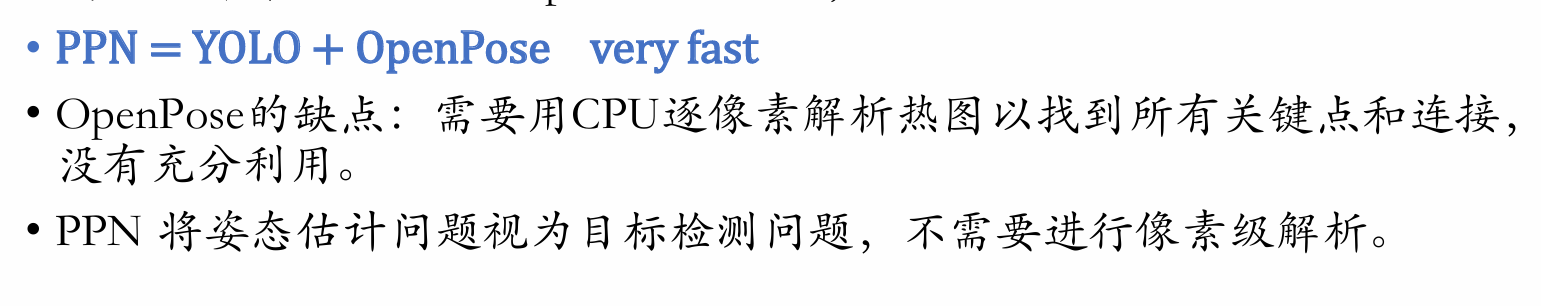 • PPN = YOLO + OpenPose very fast
• OpenPose的缺点：需要用CPU逐像素解析热图以找到所有关键点和连接，
没有充分利用。
• PPN 将姿态估计问题视为目标检测问题，不需要进行像素级解析。